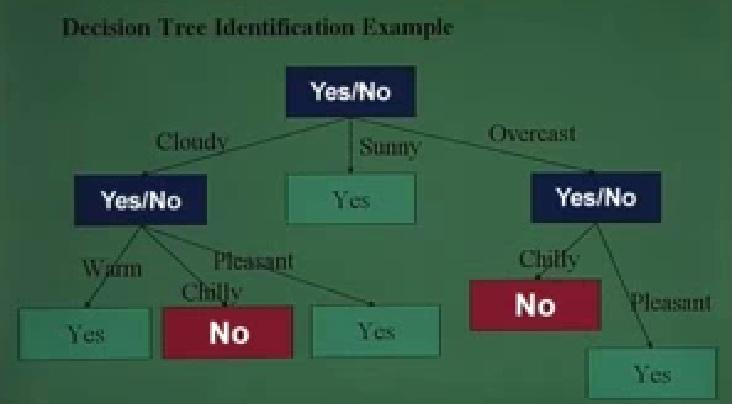 Decision Tree Identification Example
Yes/No
Cloudy
Sunny
Overcast
Yes/No
Yes
Yes/No
Warm
Chilly
Pleasant
Chilly
Pleasant
Yes
No
Yes
No
Yes